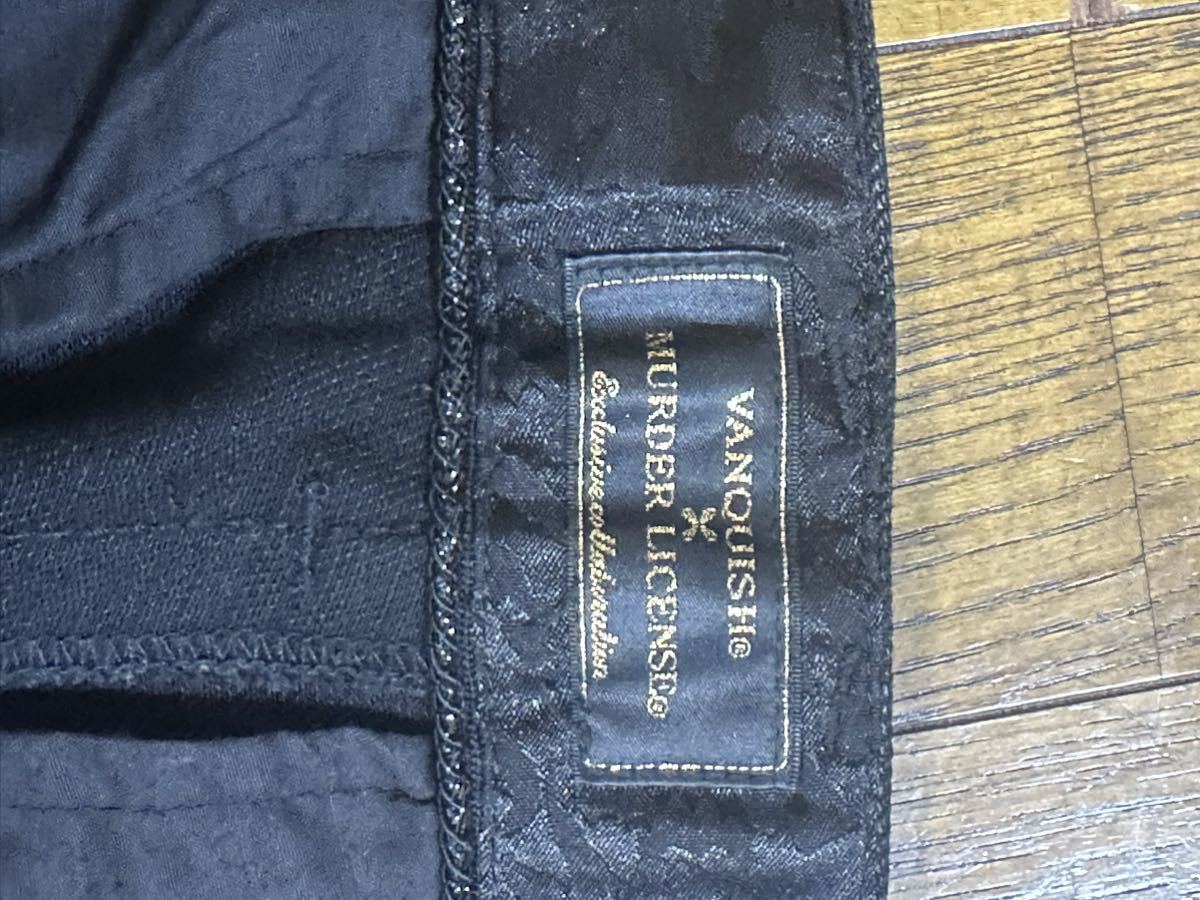 VANQUISH®
×
MURDER LICENSE®
Exclusive collaboration